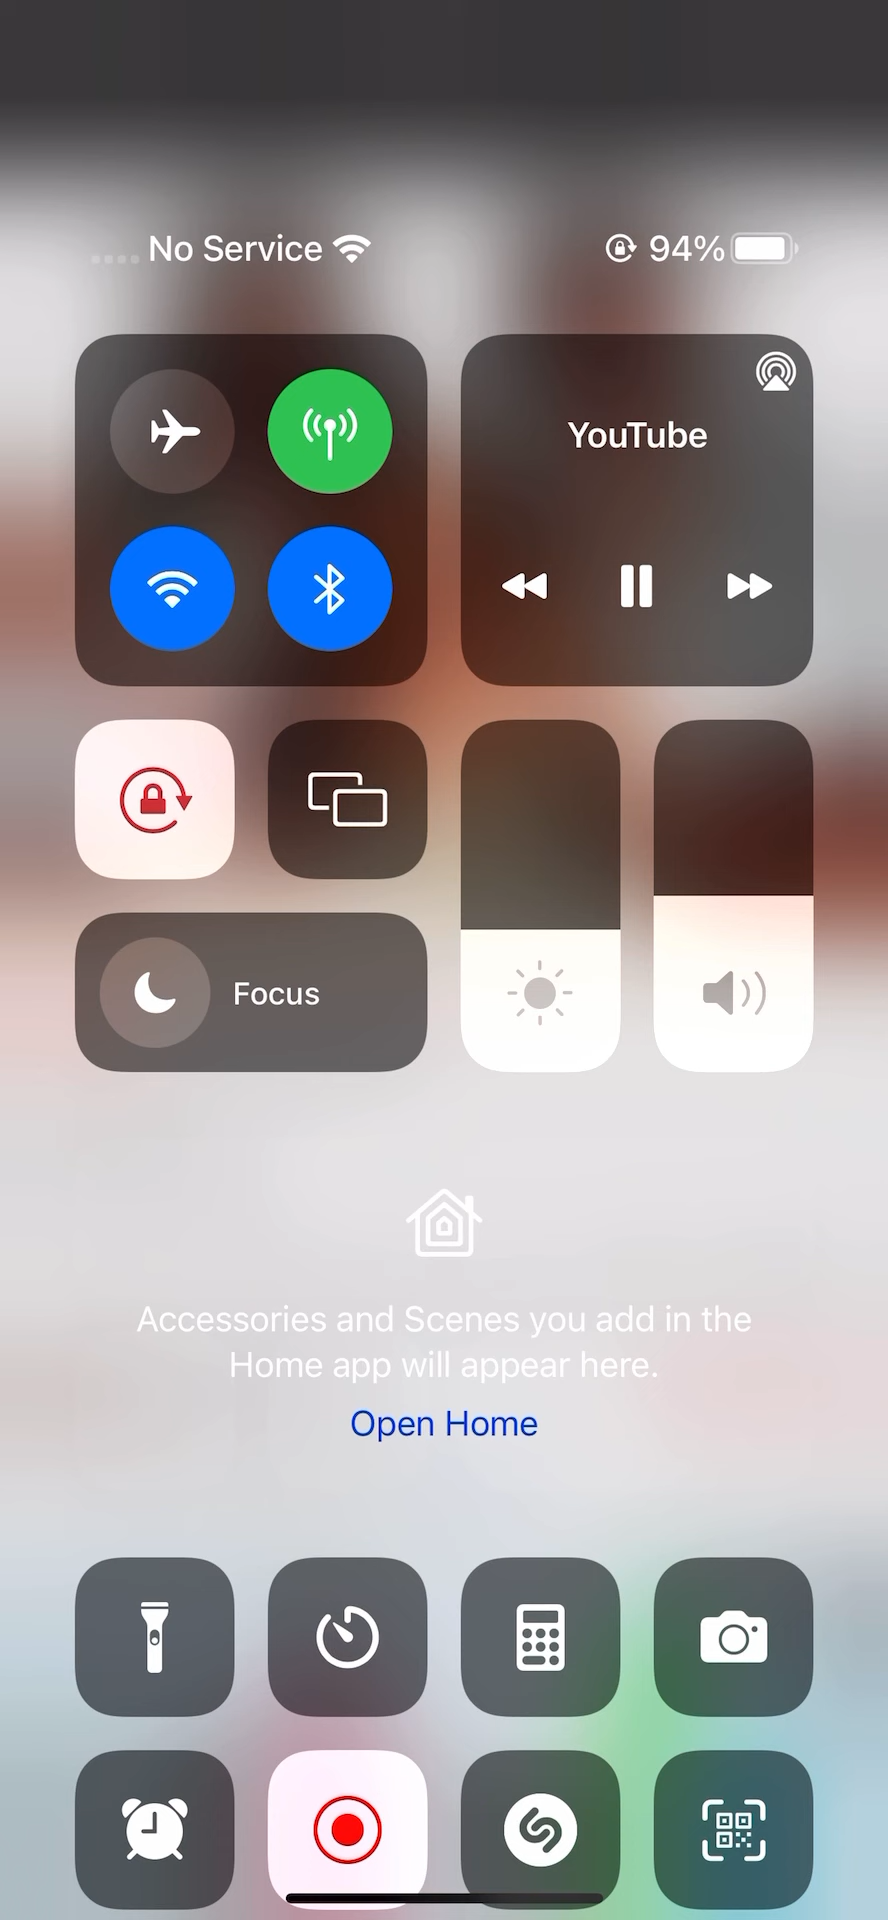 No Service 94%
YouTube
Focus
Accessories and Scenes you add in the
Home app will appear here.
Open Home